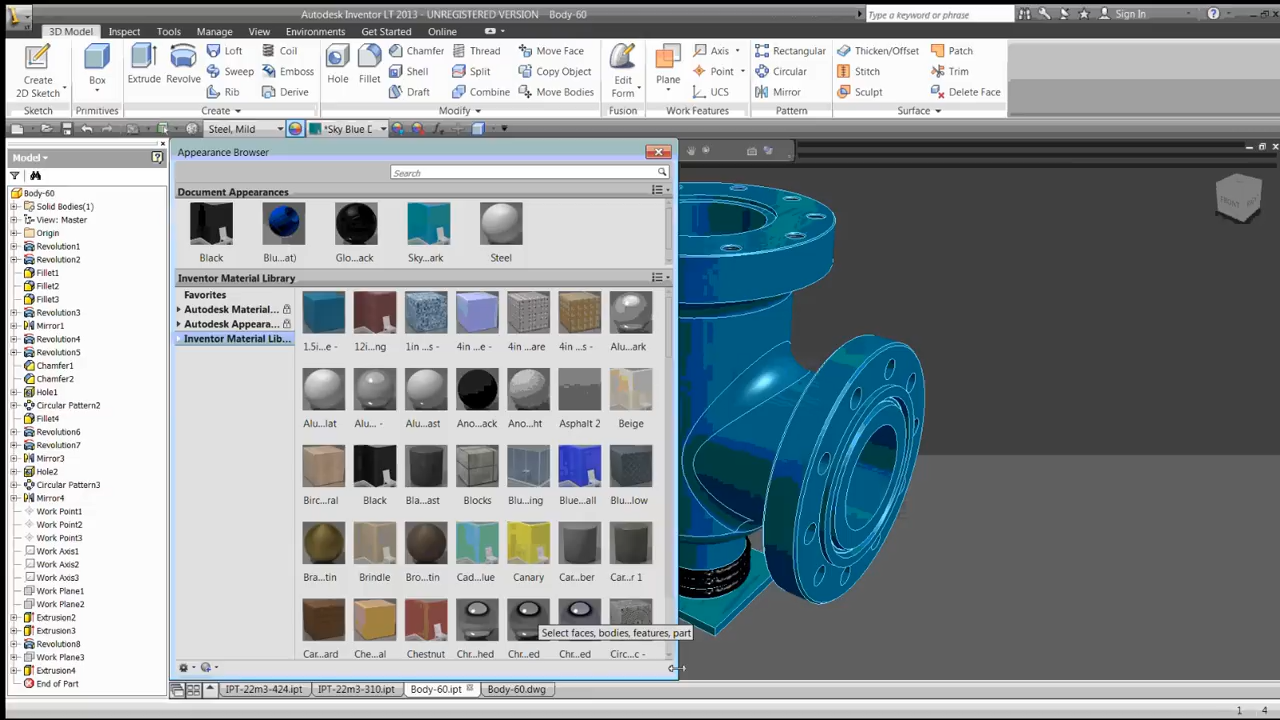 Autodesk Inventor LT 2013 - UNREGISTERED VERSION Body-60
Type a keyword or phrase
Sign In
3D Model Inspect Tools Manage View Environments Get Started Online
Create
2D Sketch
Sketch
Box
Primitives
Extrude
Revolve
Loft
Sweep
Rib
Coil
Emboss
Derive
Create
Hole
Fillet
Chamfer
Shell
Draft
Thread
Split
Combine
Move Face
Copy Object
Move Bodies
Modify
Edit
Form
Fusion
Plane
Axis
Point
UCS
Work Features
Rectangular
Circular
Mirror
Pattern
Thicken/Offset
Stitch
Sculpt
Patch
Trim
Delete Face
Surface
Steel, Mild
*Sky Blue D
Model
Body-60
Solid Bodies(1)
View: Master
Origin
Revolution1
Revolution2
Fillet1
Fillet2
Fillet3
Revolution3
Mirror1
Revolution4
Revolution5
Chamfer1
Chamfer2
Hole1
Circular Pattern2
Fillet4
Revolution6
Revolution7
Mirror3
Hole2
Circular Pattern3
Mirror4
Work Point1
Work Point2
Work Point3
Work Axis1
Work Axis2
Work Axis3
Work Plane1
Work Plane2
Extrusion2
Extrusion3
Revolution8
Work Plane3
Extrusion4
End of Part
Appearance Browser
Search
Document Appearances
Black Blu...at) Glo...ack Sky...ark Steel
Inventor Material Library
Favorites
Autodesk Material...
Autodesk Appeara...
Inventor Material Lib...
1.5i...e - 12i...ng 1in ...s - 4in ...e - 4in ...are 4in ...s - Alu...ark
Alu...lat Alu... - Alu...ast Ano...ack Ano...ht Asphalt 2 Beige
Birc...ral Black Bla...ast Blocks Blu...ing Blue...all Blu...low
Bra...tin Brindle Bro...tin Cad...lue Canary Car...ber Car...r 1
Car...ard Che...al Chestnut Chr...hed Chr...ed Chr...ed Circ...c -
Select faces, bodies, features, part
FRONT
IPT-22m3-424.ipt IPT-22m3-310.ipt Body-60.ipt Body-60.dwg
1 4